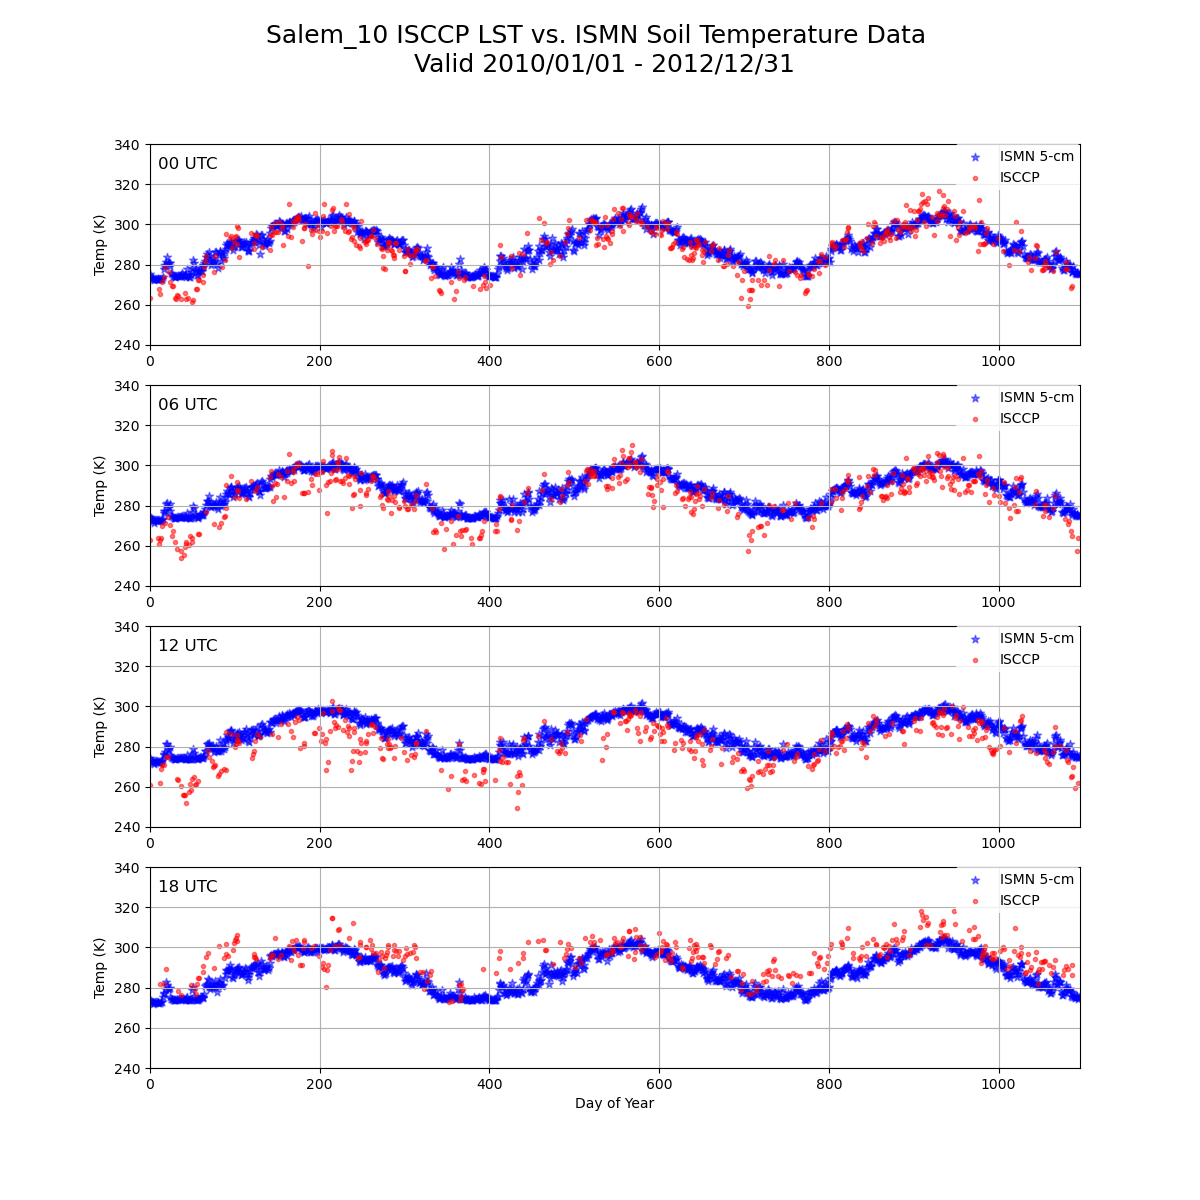 Salem_10 ISCCP LST vs. ISMN Soil Temperature Data
Valid 2010/01/01 - 2012/12/31
340
320
300
280
260
240
Temp (K)
00 UTC
ISMN 5-cm
ISCCP
0 200 400 600 800 1000
340
320
300
280
260
240
Temp (K)
06 UTC
ISMN 5-cm
ISCCP
0 200 400 600 800 1000
340
320
300
280
260
240
Temp (K)
12 UTC
ISMN 5-cm
ISCCP
0 200 400 600 800 1000
340
320
300
280
260
240
Temp (K)
18 UTC
ISMN 5-cm
ISCCP
0 200 400 600 800 1000
Day of Year